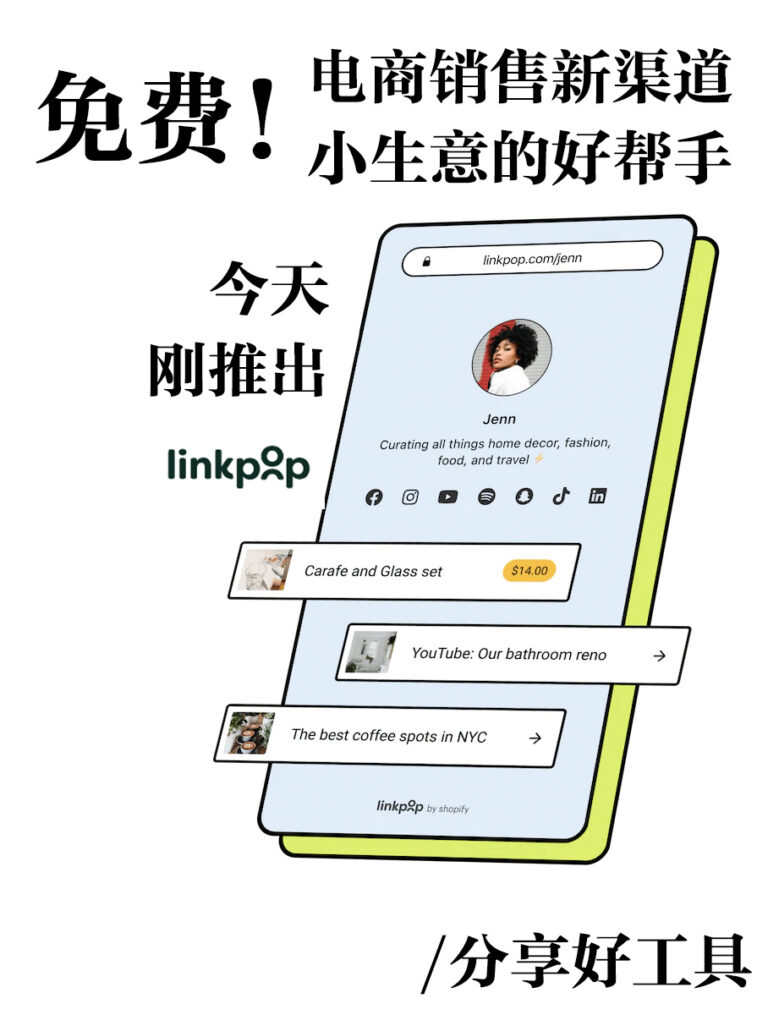 免费！
电商销售新渠道
小生意的好帮手
今天
刚推出
linkpop
linkpop.com/jenn
Jenn
Curating all things home decor, fashion,
food, and travel
Carafe and Glass set
$14.00
YouTube: Our bathroom reno
The best coffee spots in NYC
linkpop by shopify
/分享好工具